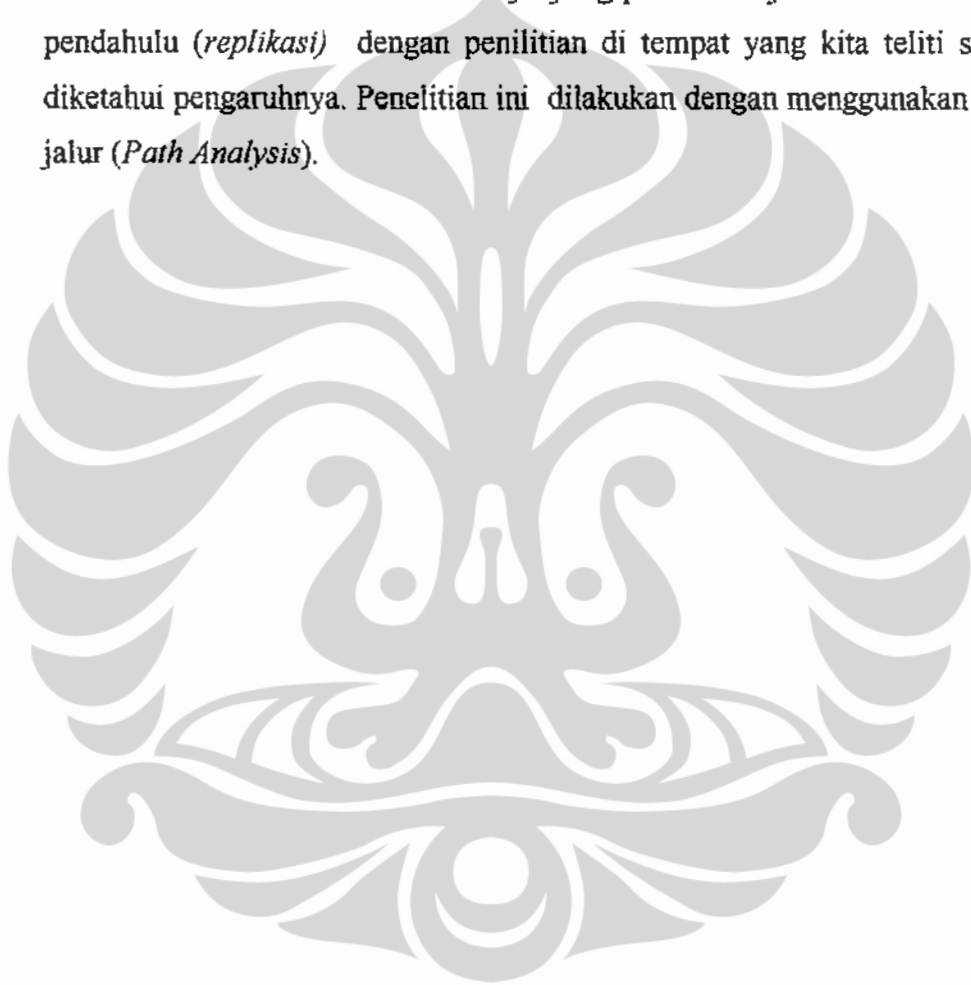 pendahulu (replikasi) dengan penilitian di tempat yang kita teliti
diketahui pengaruhnya. Penelitian ini dilakukan dengan menggunakan
jalur (Path Analysis).